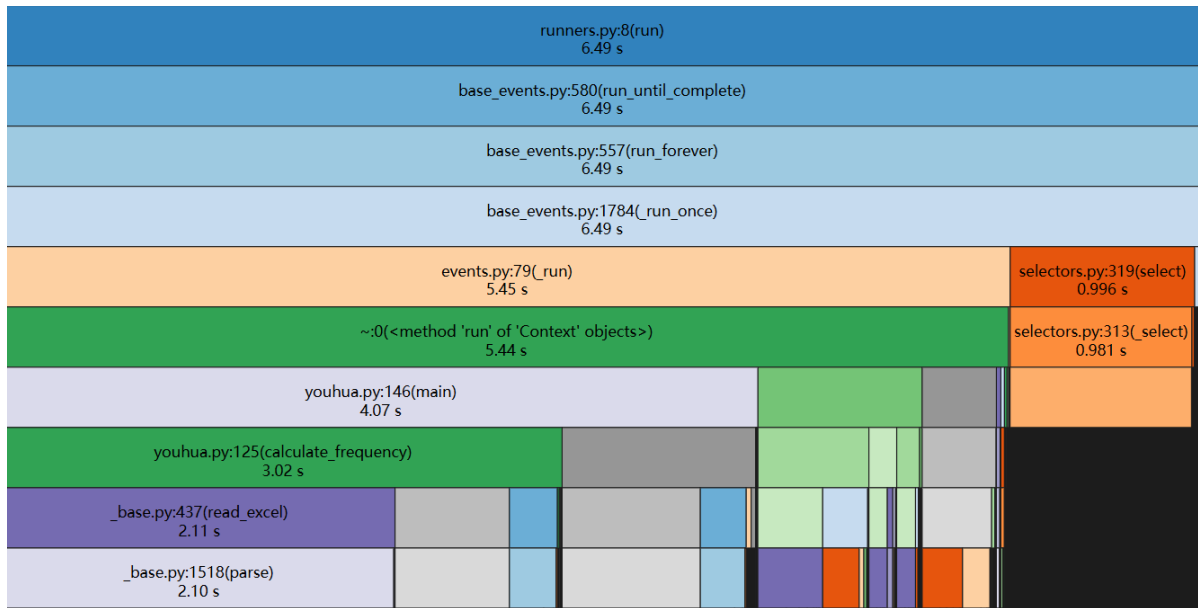 runners.py:8(run)
6.49 s
base_events.py:580(run_until_complete)
6.49 s
base_events.py:557(run_forever)
6.49 s
base_events.py:1784(_run_once)
6.49 s
events.py:79(_run)
5.45 s
selectors.py:319(select)
0.996 s
~:0(<method 'run' of 'Context' objects>)
5.44 s
selectors.py:313(_select)
0.981 s
youhua.py:146(main)
4.07 s
youhua.py:125(calculate_frequency)
3.02 s
_base.py:437(read_excel)
2.11 s
_base.py:1518(parse)
2.10 s